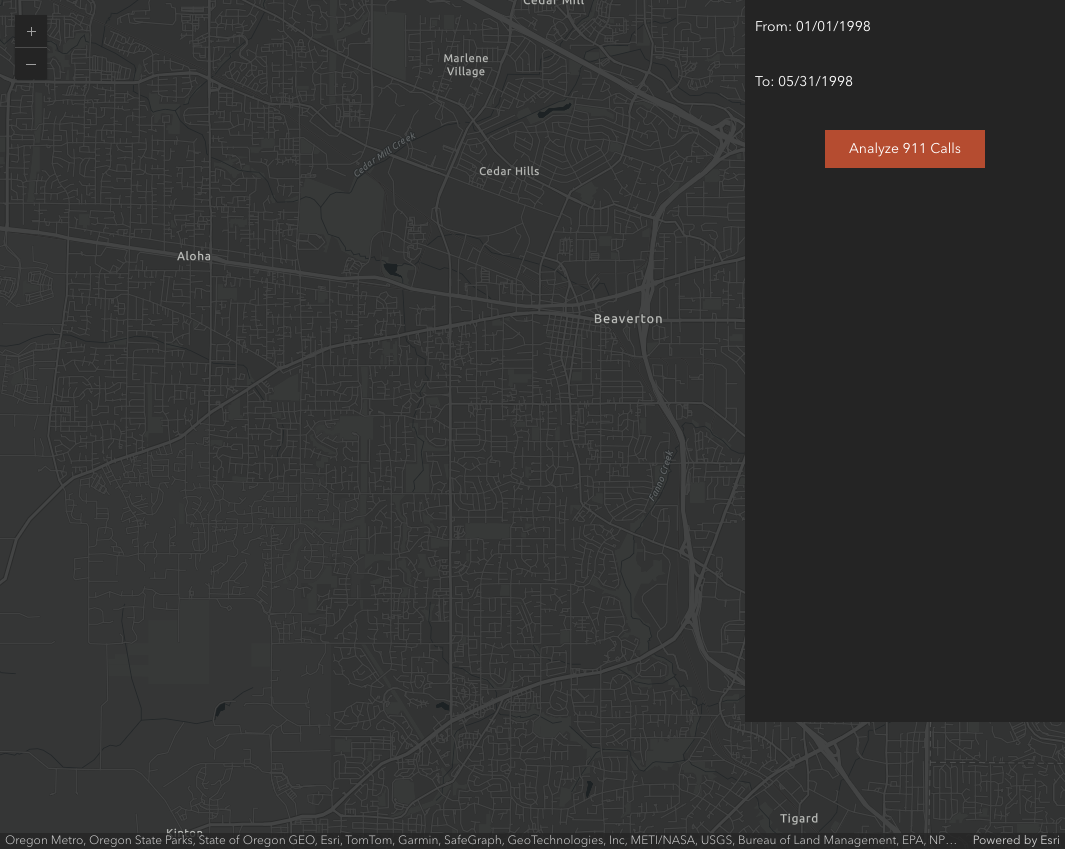 Cedar Mill
From: 01/01/1998
+
Marlene
Village
−
To: 05/31/1998
Cedar Mill Creek
Analyze 911 Calls
Cedar Hills
Aloha
Beaverton
Fanno Creek
Tigard
Kinton
Oregon Metro, Oregon State Parks, State of Oregon GEO, Esri, TomTom, Garmin, SafeGraph, GeoTechnologies, Inc, METI/NASA, USGS, Bureau of Land Management, EPA, NP… Powered by Esri